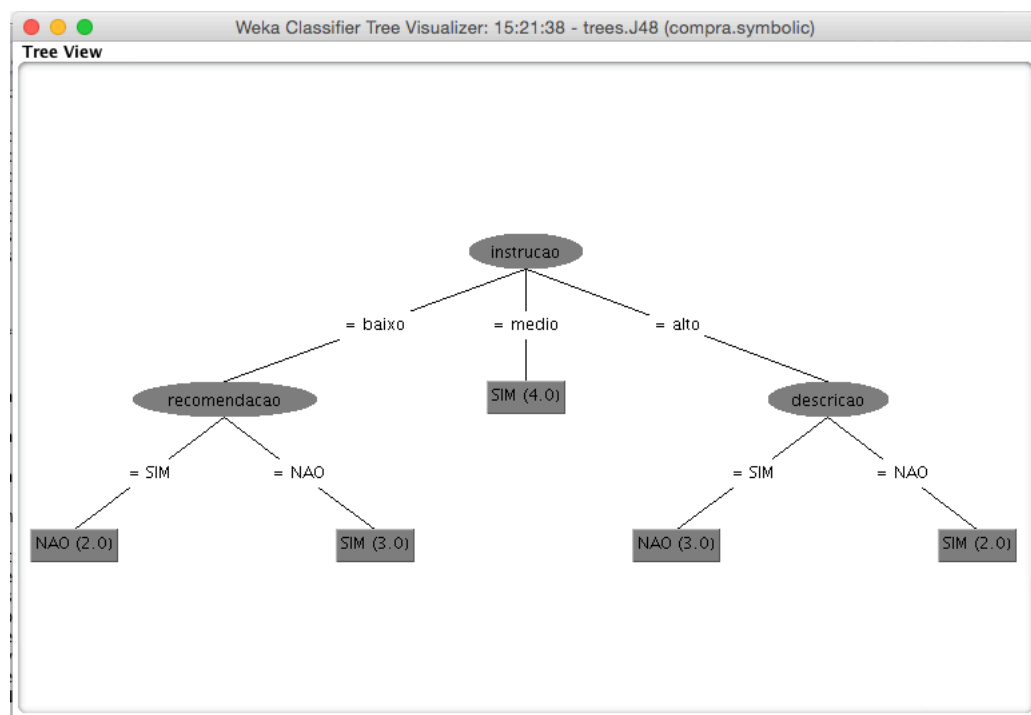 Weka Classifier Tree Visualizer: 15:21:38 - trees.J48 (compra.symbolic)
Tree View
instrucao
= baixo
= medio
= alto
recomendacao
SIM (4.0)
descricao
= SIM
= NAO
= SIM
= NAO
NAO (2.0)
SIM (3.0)
NAO (3.0)
SIM (2.0)